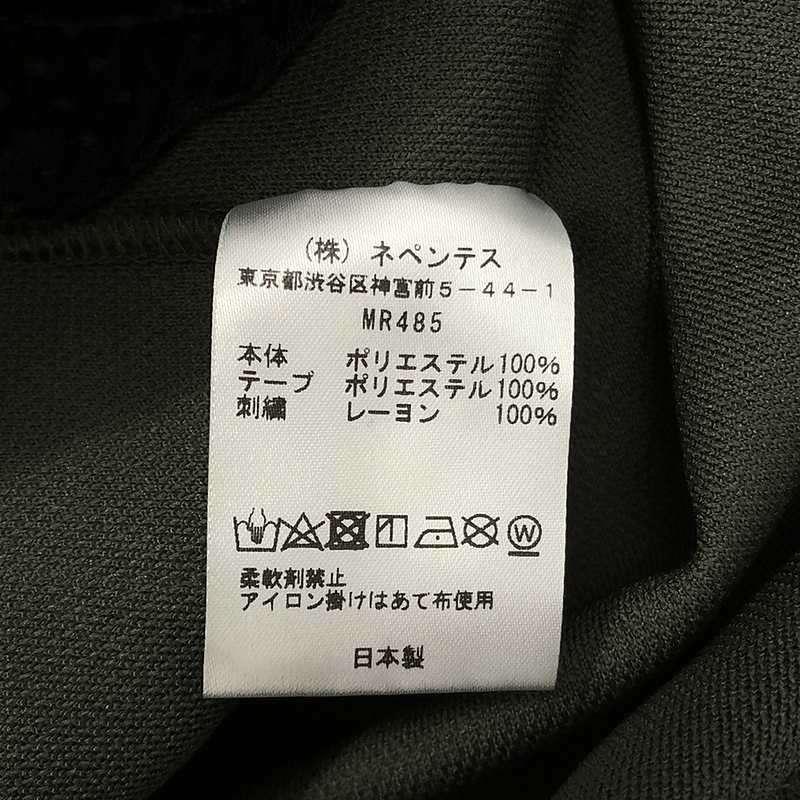 (株) ネペンテス
東京都渋谷区神宮前5-44-1
MR485
本体 ポリエステル100%
テープ ポリエステル100%
刺繍 レーヨン 100%
W
柔軟剤禁止
アイロン掛けはあて布使用
日本製